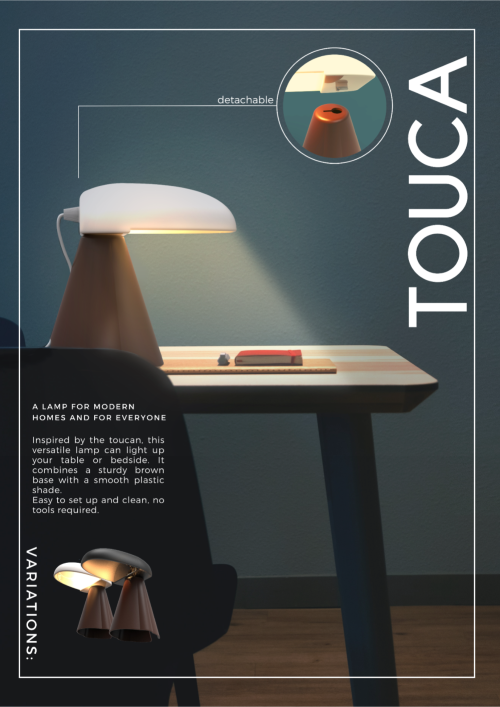 TOUCA
detachable
A LAMP FOR MODERN
HOMES AND FOR EVERYONE
Inspired by the toucan, this
versatile lamp can light up
your table or bedside. It
combines a sturdy brown
base with a smooth plastic
shade.
Easy to set up and clean, no
tools required.
VARIATIONS: